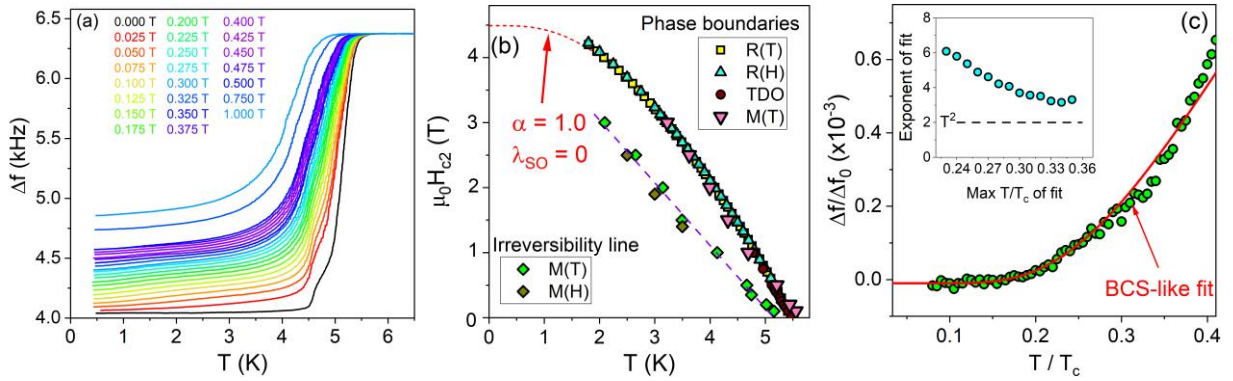 (a)
0.000 T 0.200 T 0.400 T
0.025 T 0.225 T 0.425 T
0.050 T 0.250 T 0.450 T
0.075 T 0.275 T 0.475 T
0.100 T 0.300 T 0.500 T
0.125 T 0.325 T 0.750 T
0.150 T 0.350 T 1.000 T
0.175 T 0.375 T
6.5
6.0
5.5
5.0
4.5
4.0
Δf (kHz)
0 1 2 3 4 5 6
T (K)
(b)
Phase boundaries
R(T)
R(H)
TDO
M(T)
α = 1.0
λSO = 0
Irreversibility line
M(T)
M(H)
5
4
3
2
1
0
μ0Hc2 (T)
0 1 2 3 4 5
T (K)
(c)
0.6
0.4
0.2
0.0
Δf/Δf0 (x10-3)
0.1 0.2 0.3 0.4
T / Tc
BCS-like fit
8
6
4
2
0
Exponent of fit
T2
0.24 0.27 0.30 0.33 0.36
Max T/Tc of fit